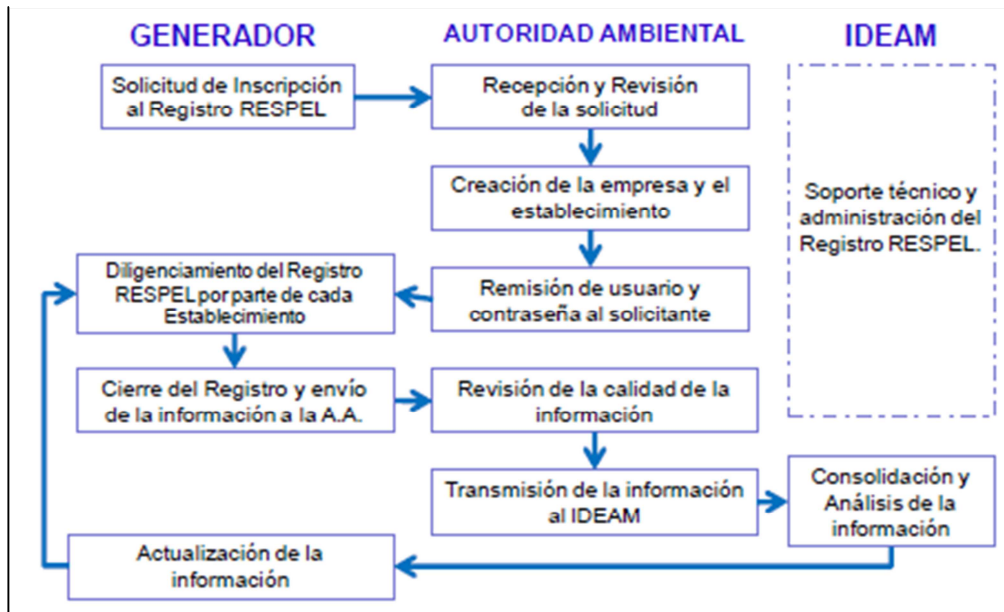 GENERADOR
AUTORIDAD AMBIENTAL
IDEAM
Solicitud de Inscripción
al Registro RESPEL
Recepción y Revisión
de la solicitud
Creación de la empresa y el
establecimiento
Soporte técnico y
administración del
Registro RESPEL.
Diligenciamiento del Registro
RESPEL por parte de cada
Establecimiento
Remisión de usuario y
contraseña al solicitante
Cierre del Registro y envío
de la información a la A.A.
Revisión de la calidad de la
información
Transmisión de la información
al IDEAM
Consolidación y
Análisis de la
información
Actualización de la
información